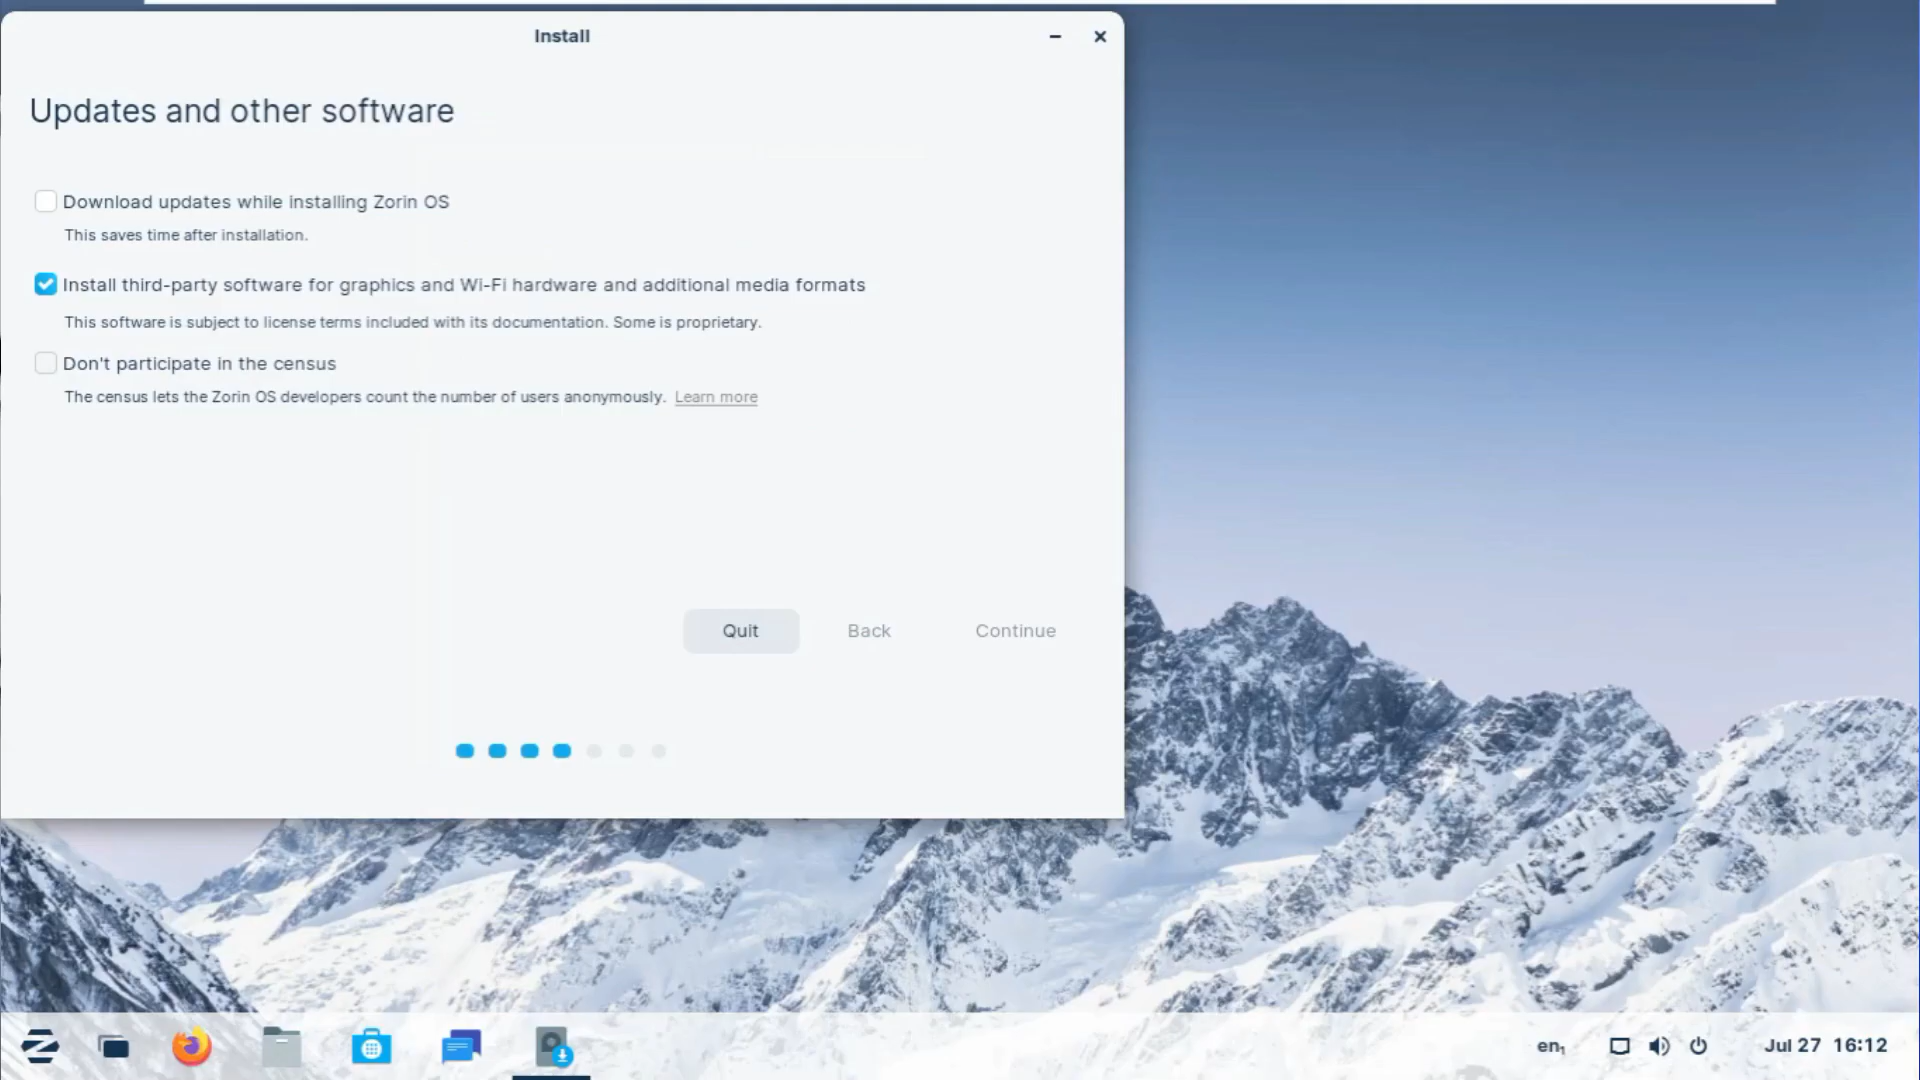 Install
Updates and other software
Download updates while installing Zorin OS
This saves time after installation.
Install third-party software for graphics and Wi-Fi hardware and additional media formats
This software is subject to license terms included with its documentation. Some is proprietary.
Don't participate in the census
The census lets the Zorin OS developers count the number of users anonymously. Learn more
Quit Back Continue
en₁ Jul 27 16:12